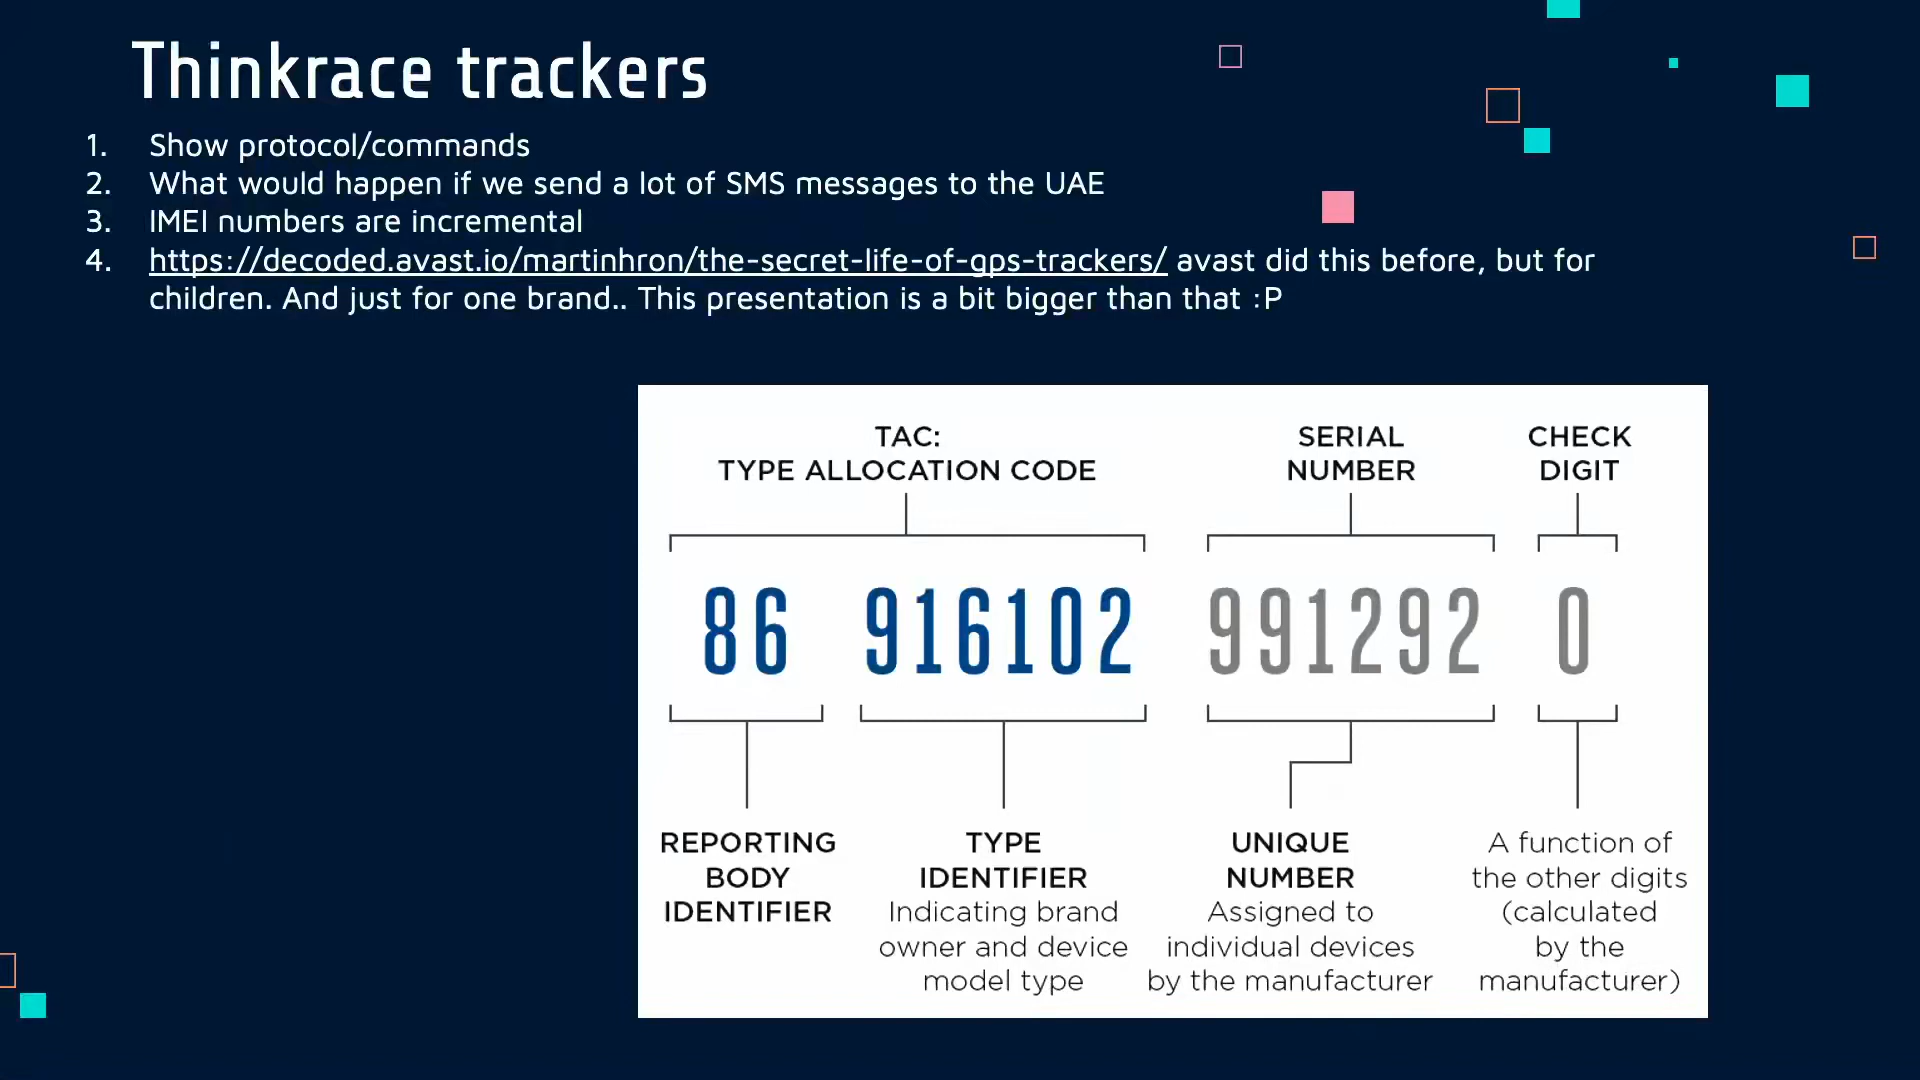 Thinkrace trackers
1. Show protocol/commands
2. What would happen if we send a lot of SMS messages to the UAE
3. IMEI numbers are incremental
4. https://decoded.avast.io/martinhron/the-secret-life-of-gps-trackers/ avast did this before, but for
children. And just for one brand.. This presentation is a bit bigger than that :P
TAC:
TYPE ALLOCATION CODE
SERIAL
NUMBER
CHECK
DIGIT
86 916102 991292 0
REPORTING
BODY
IDENTIFIER
TYPE
IDENTIFIER
Indicating brand
owner and device
model type
UNIQUE
NUMBER
Assigned to
individual devices
by the manufacturer
A function of
the other digits
(calculated
by the
manufacturer)